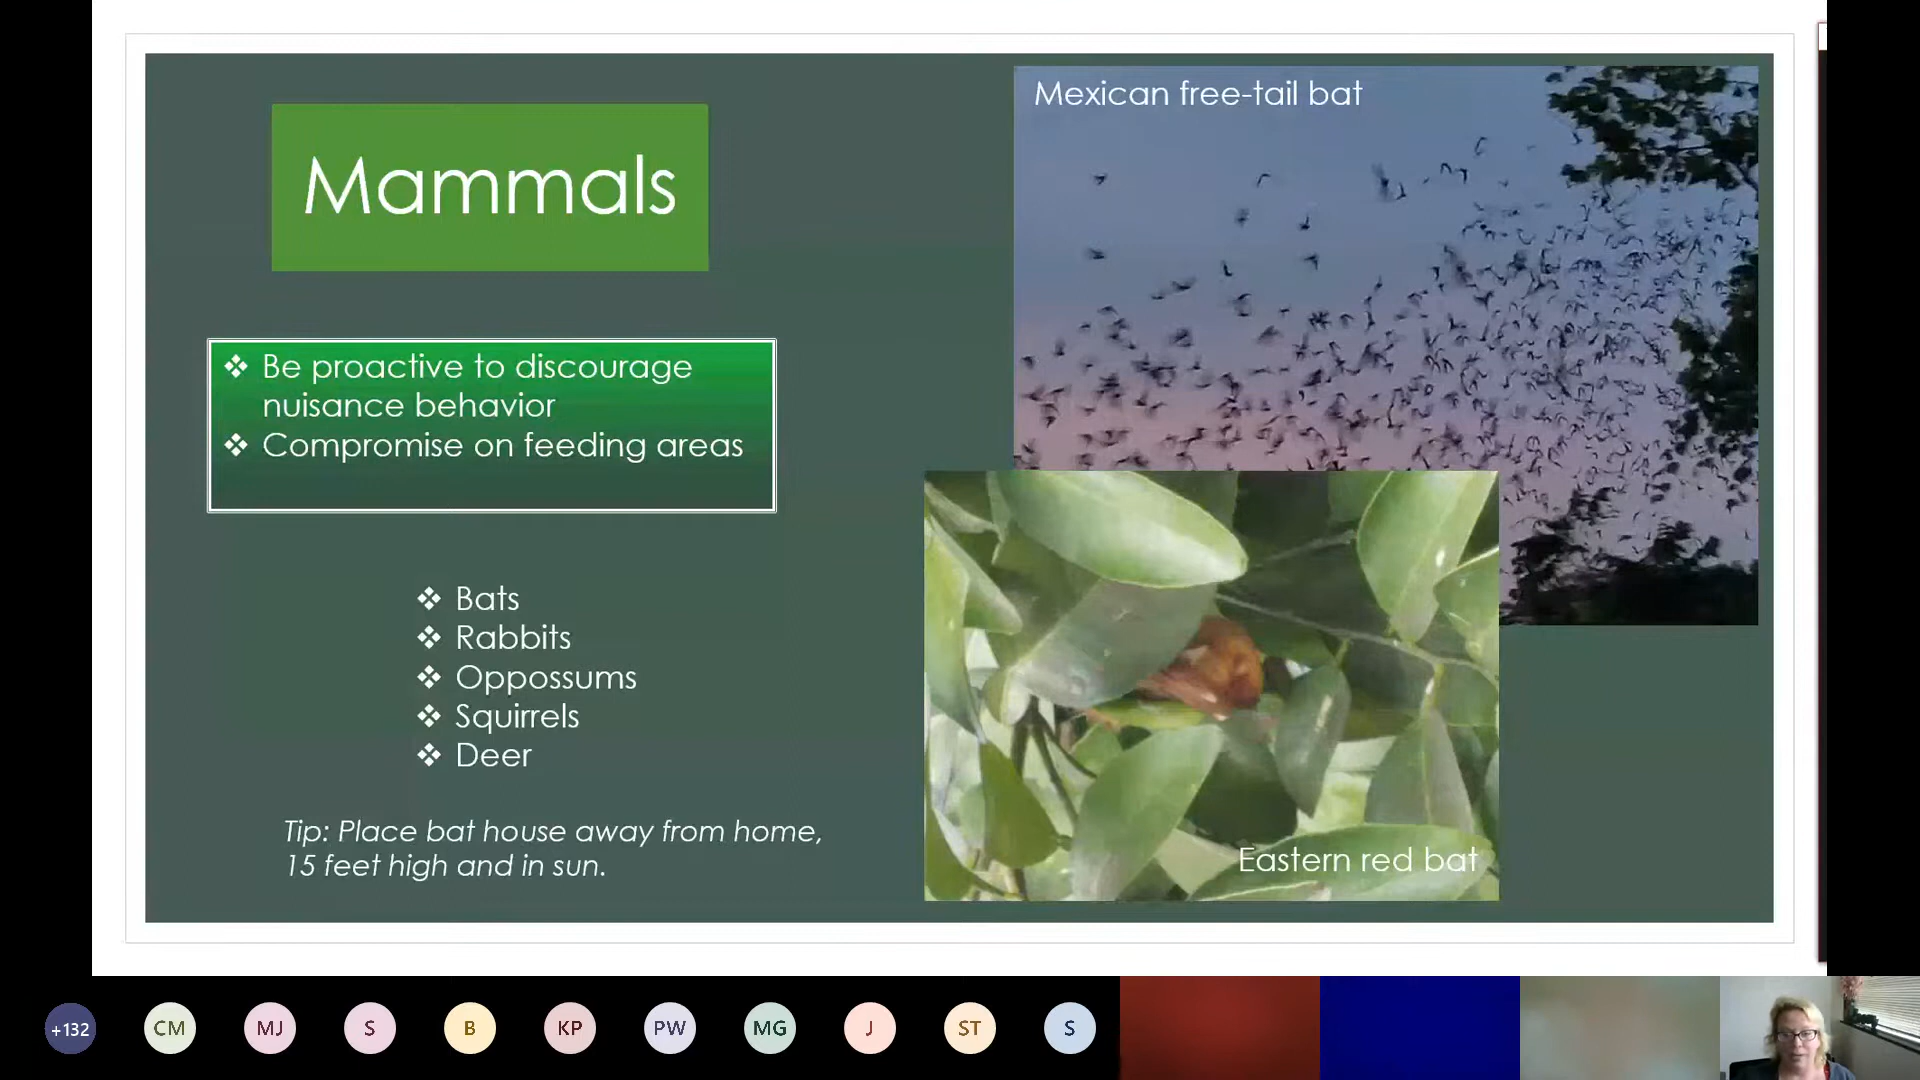 Mammals
Mexican free-tail bat
❖ Be proactive to discourage
nuisance behavior
❖ Compromise on feeding areas
❖ Bats
❖ Rabbits
❖ Oppossums
❖ Squirrels
❖ Deer
Tip: Place bat house away from home,
15 feet high and in sun.
Eastern red bat
+132 CM MJ S B KP PW MG J ST S